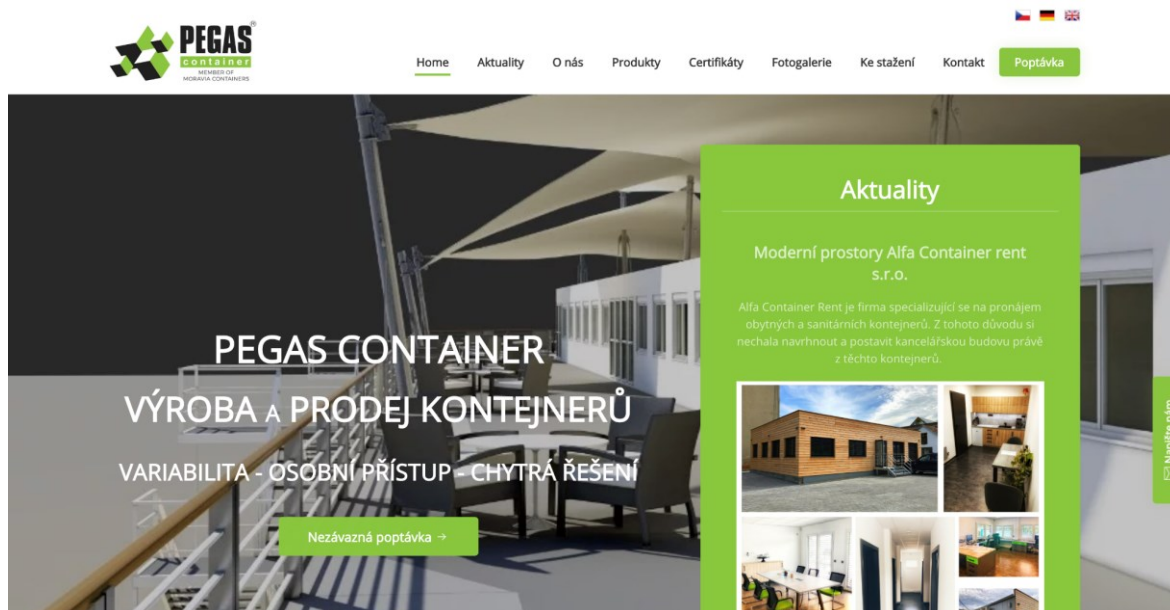 PEGAS®
container
MEMBER OF
MORAVIA CONTAINERS
Home Aktuality O nás Produkty Certifikáty Fotogalerie Ke stažení Kontakt Poptávka
PEGAS CONTAINER
VÝROBA A PRODEJ KONTEJNERŮ
VARIABILITA - OSOBNÍ PŘÍSTUP - CHYTRÁ ŘEŠENÍ
Nezávazná poptávka →
Aktuality
Moderní prostory Alfa Container rent
s.r.o.
Alfa Container Rent je firma specializující se na pronájem
obytných a sanitárních kontejnerů. Z tohoto důvodu si
nechala navrhnout a postavit kancelářskou budovu právě
z těchto kontejnerů.
Napište nám